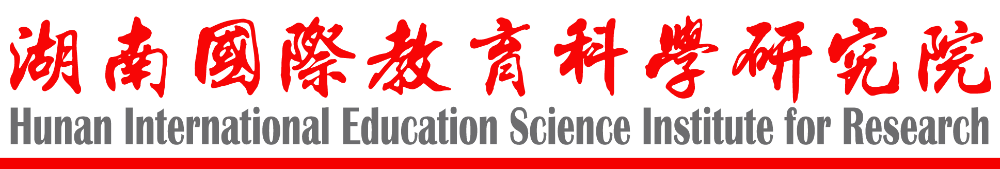 湖南國際教育科學研究院
Hunan International Education Science Institute for Research